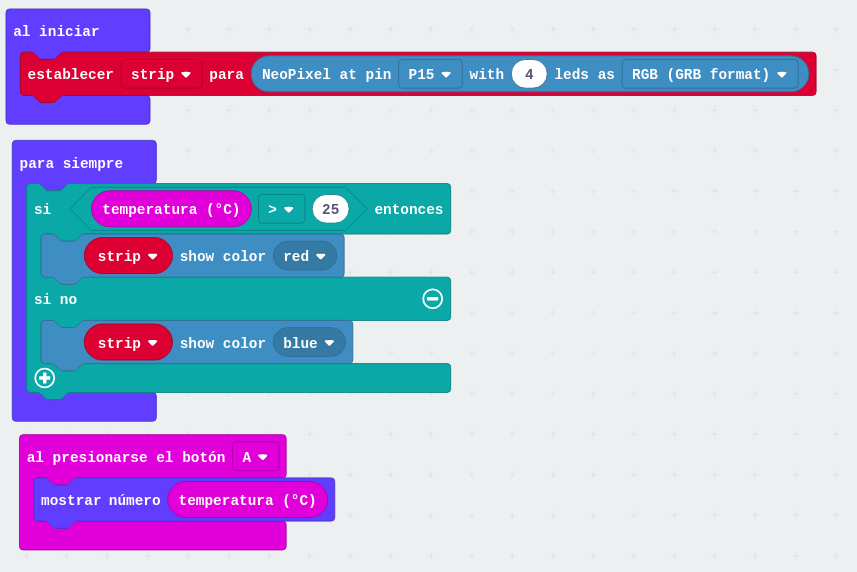 al iniciar
establecer strip para NeoPixel at pin P15 with 4 leds as RGB (GRB format)
para siempre
si temperatura (°C) > 25 entonces
strip show color red
si no
strip show color blue
al presionarse el botón A
mostrar número temperatura (°C)